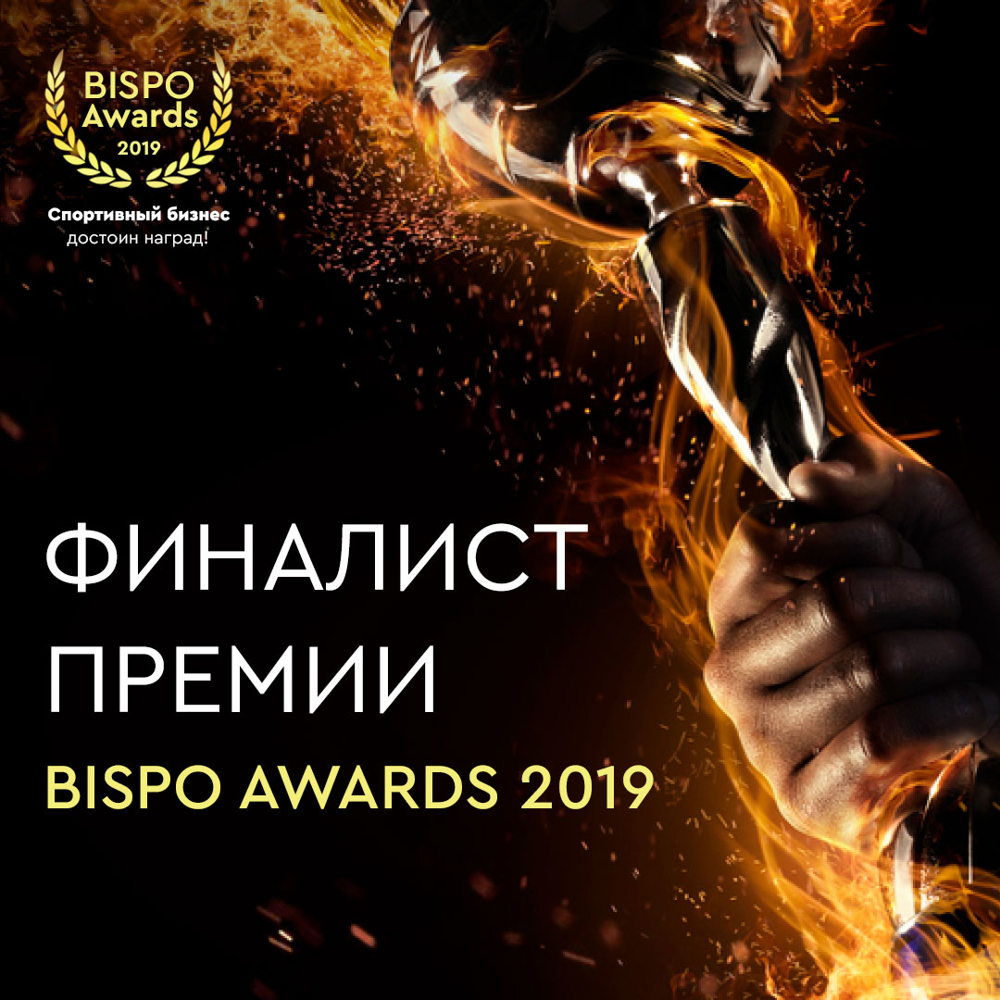 BISPO
Awards
2019
Спортивный бизнес
достоин наград!
ФИНАЛИСТ
ПРЕМИИ
BISPO AWARDS 2019